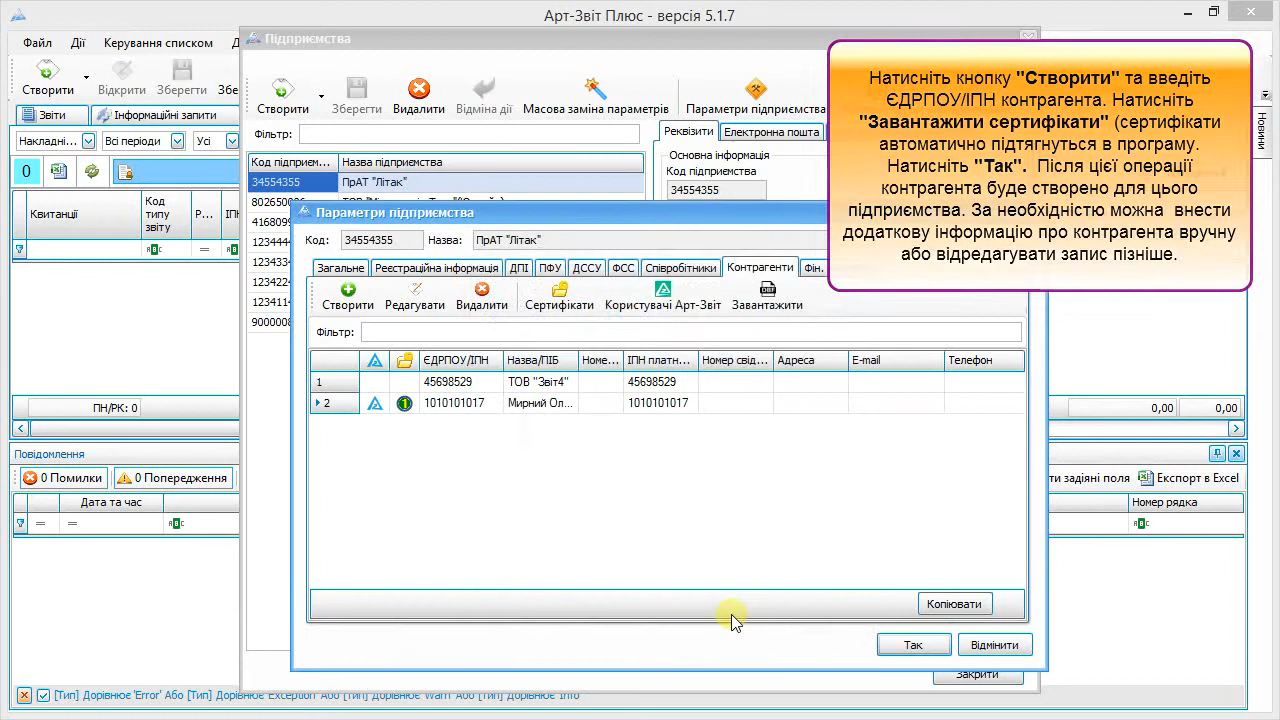 Арт-Звіт Плюс - версія 5.1.7
Файл Дії Керування списком
Створити Відкрити Зберегти
Звіти Інформаційні запити
Накладні... Всі періоди Усі
0
Квитанції Код типу звіту Р... ІПН
ПН/РК: 0 0,00 0,00
Підприємства
Створити Зберегти Видалити Відміна дії Масова заміна параметрів Параметри підприємства
Фільтр:
Реквізити Електронна пошта
Основна інформація
Код підприємства
34554355
Код підприєм... Назва підприємства
34554355 ПрАТ "Літак"
Натисніть кнопку "Створити" та введіть
ЄДРПОУ/ІПН контрагента. Натисніть
"Завантажити сертифікати" (сертифікати
автоматично підтягнуться в програму.
Натисніть "Так". Після цієї операції
контрагента буде створено для цього
підприємства. За необхідністю можна внести
додаткову інформацію про контрагента вручну
або відредагувати запис пізніше.
Новини
Параметри підприємства
Код: 34554355 Назва: ПрАТ "Літак"
Загальне Реєстраційна інформація ДПІ ПФУ ДССУ ФСС Співробітники Контрагенти Фін.
Створити Редагувати Видалити Сертифікати Користувачі Арт-Звіт Завантажити
Фільтр:
ЄДРПОУ/ІПН Назва/ПІБ Номе... ІПН платн... Номер свід... Адреса E-mail Телефон
1 45698529 ТОВ "Звіт4" 45698529
2 1010101017 Мирний Ол... 1010101017
Копіювати
Так Відмінити
Закрити
Повідомлення
0 Помилки 0 Попередження ти задіяні поля Експорт в Excel
Дата та час Номер рядка
[Тип] Дорівнює 'Error' Або [Тип] Дорівнює 'Exception' Або [Тип] Дорівнює 'Warn' Або [Тип] Дорівнює 'Info'